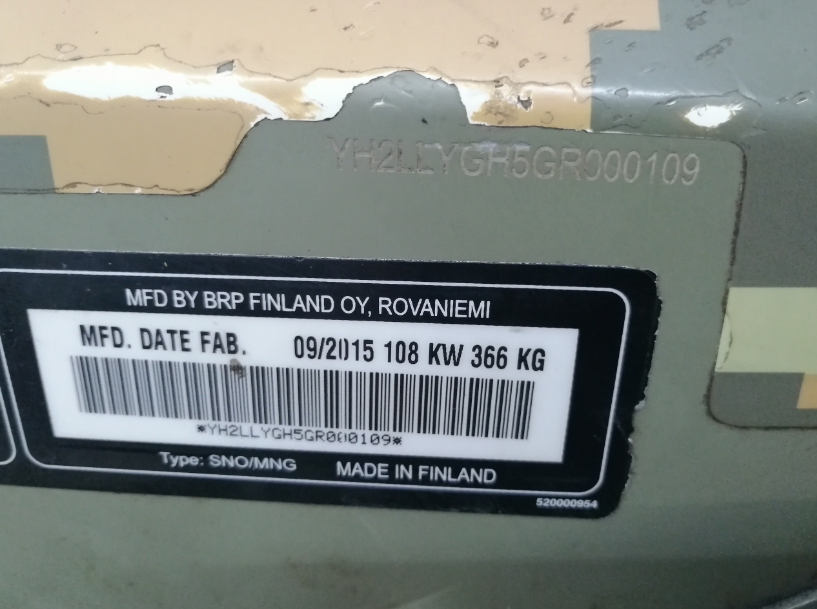 YH2LLYGH5GR000109
MFD BY BRP FINLAND OY, ROVANIEMI
MFD. DATE FAB. 09/2015 108 KW 366 KG
*YH2LLYGH5GR000109*
Type: SNO/MNG MADE IN FINLAND
520000954